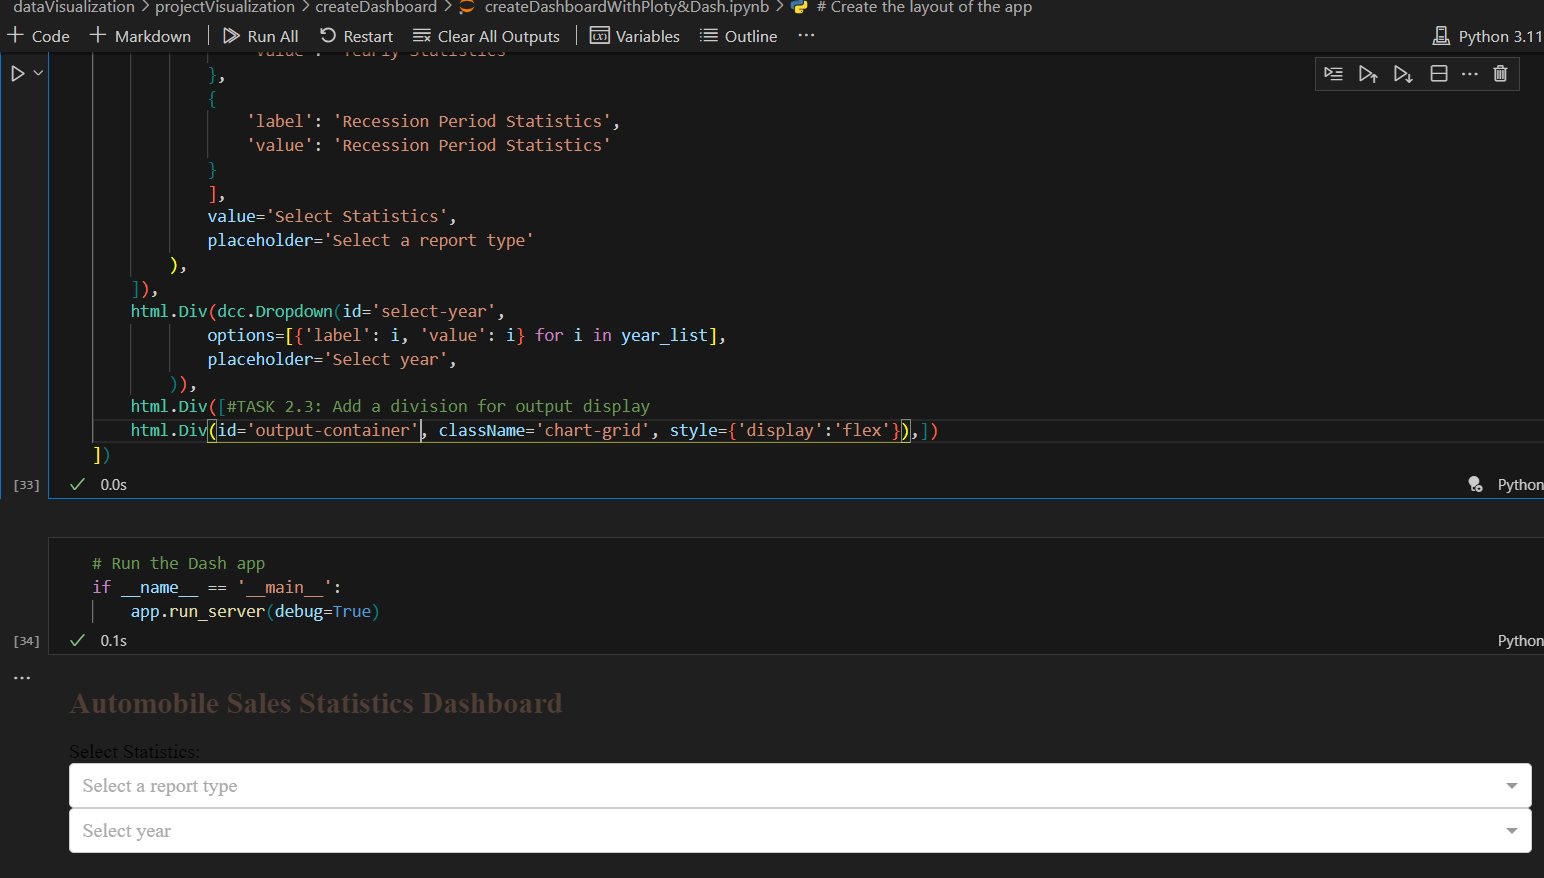 dataVisualization > projectVisualization > createDashboard > createDashboardWithPloty&Dash.ipynb > # Create the layout of the app
+ Code + Markdown | Run All Restart Clear All Outputs | Variables Outline ... Python 3.11
'value': 'Yearly Statistics'
},
{
'label': 'Recession Period Statistics',
'value': 'Recession Period Statistics'
}
],
value='Select Statistics',
placeholder='Select a report type'
),
]),
html.Div(dcc.Dropdown(id='select-year',
options=[{'label': i, 'value': i} for i in year_list],
placeholder='Select year',
)),
html.Div([#TASK 2.3: Add a division for output display
html.Div(id='output-container', className='chart-grid', style={'display':'flex'}),])
])
[33] ✓ 0.0s Python
# Run the Dash app
if __name__ == '__main__':
app.run_server(debug=True)
[34] ✓ 0.1s Python
...
Automobile Sales Statistics Dashboard
Select Statistics:
Select a report type
Select year